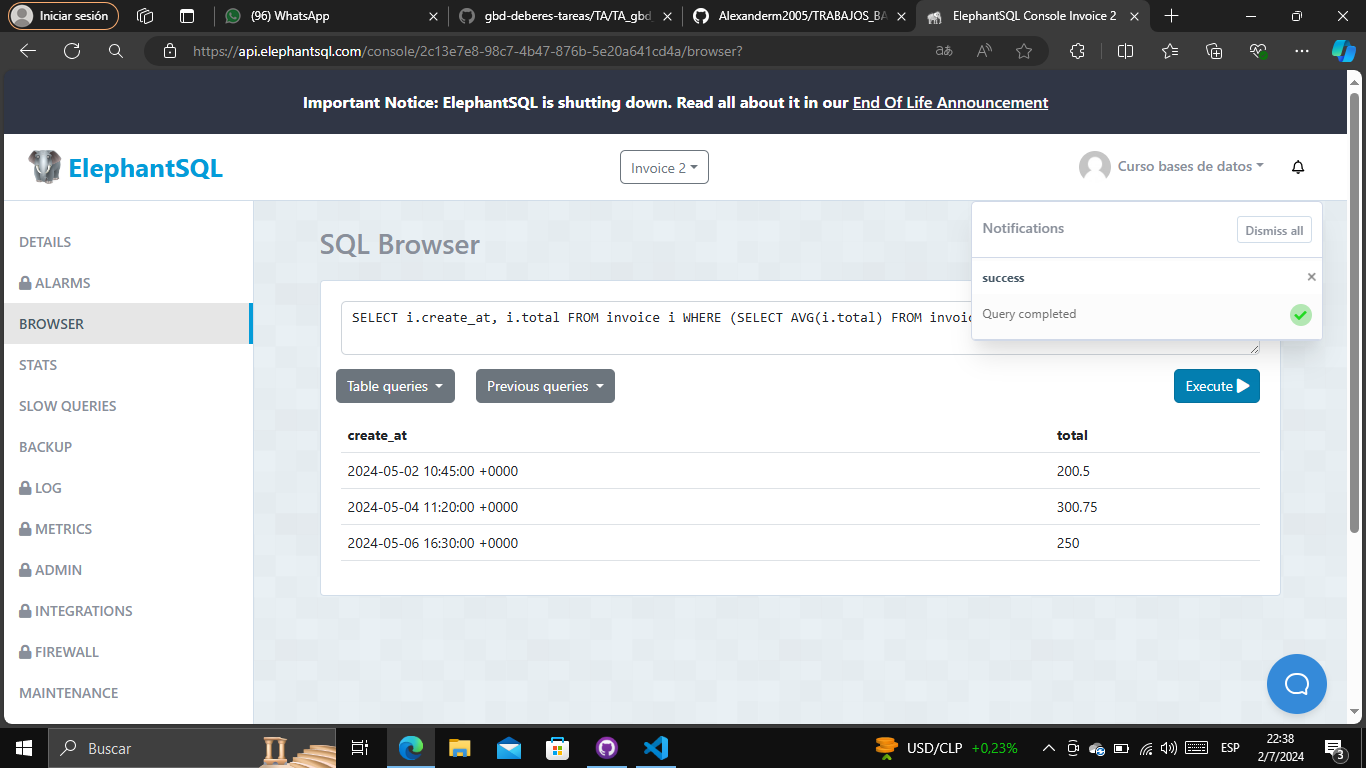 Iniciar sesión
(96) WhatsApp
gbd-deberes-tareas/TA/TA_gbd_
Alexanderm2005/TRABAJOS_BA
ElephantSQL Console Invoice 2
https://api.elephantsql.com/console/2c13e7e8-98c7-4b47-876b-5e20a641cd4a/browser?
Important Notice: ElephantSQL is shutting down. Read all about it in our End Of Life Announcement
ElephantSQL
Invoice 2
Curso bases de datos
DETAILS
ALARMS
BROWSER
STATS
SLOW QUERIES
BACKUP
LOG
METRICS
ADMIN
INTEGRATIONS
FIREWALL
MAINTENANCE
SQL Browser
Notifications
Dismiss all
success
Query completed
SELECT i.create_at, i.total FROM invoice i WHERE (SELECT AVG(i.total) FROM invoic
Table queries
Previous queries
Execute
create_at total
2024-05-02 10:45:00 +0000 200.5
2024-05-04 11:20:00 +0000 300.75
2024-05-06 16:30:00 +0000 250
Buscar
USD/CLP +0,23%
ESP
22:38
2/7/2024
3